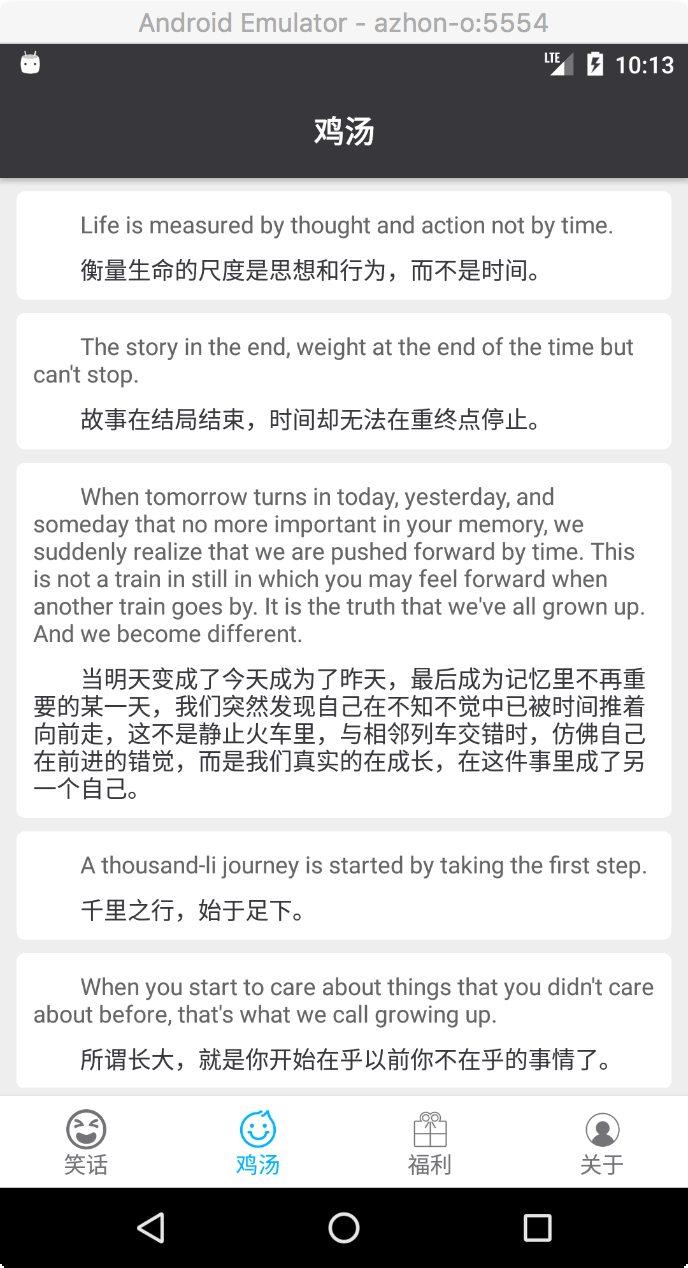 Android Emulator - azhon-o:5554
LTE 10:13
鸡汤
Life is measured by thought and action not by time.
衡量生命的尺度是思想和行为，而不是时间。
The story in the end, weight at the end of the time but
can't stop.
故事在结局结束，时间却无法在重终点停止。
When tomorrow turns in today, yesterday, and
someday that no more important in your memory, we
suddenly realize that we are pushed forward by time. This
is not a train in still in which you may feel forward when
another train goes by. It is the truth that we've all grown up.
And we become different.
当明天变成了今天成为了昨天，最后成为记忆里不再重
要的某一天，我们突然发现自己在不知不觉中已被时间推着
向前走，这不是静止火车里，与相邻列车交错时，仿佛自己
在前进的错觉，而是我们真实的在成长，在这件事里成了另
一个自己。
A thousand-li journey is started by taking the first step.
千里之行，始于足下。
When you start to care about things that you didn't care
about before, that's what we call growing up.
所谓长大，就是你开始在乎以前你不在乎的事情了。
笑话 鸡汤 福利 关于